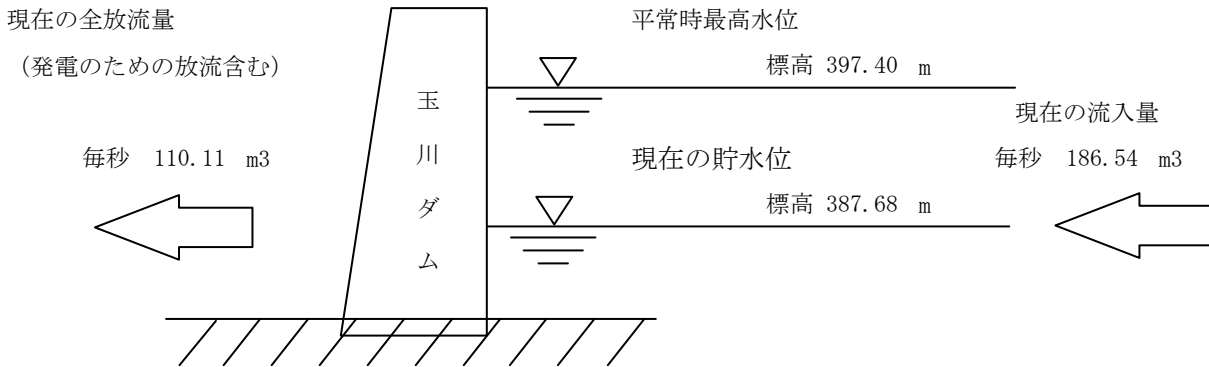 現在の全放流量
(発電のための放流含む)
毎秒 110.11 m3
玉川ダム
平常時最高水位
標高 397.40 m
現在の貯水位
標高 387.68 m
現在の流入量
毎秒 186.54 m3